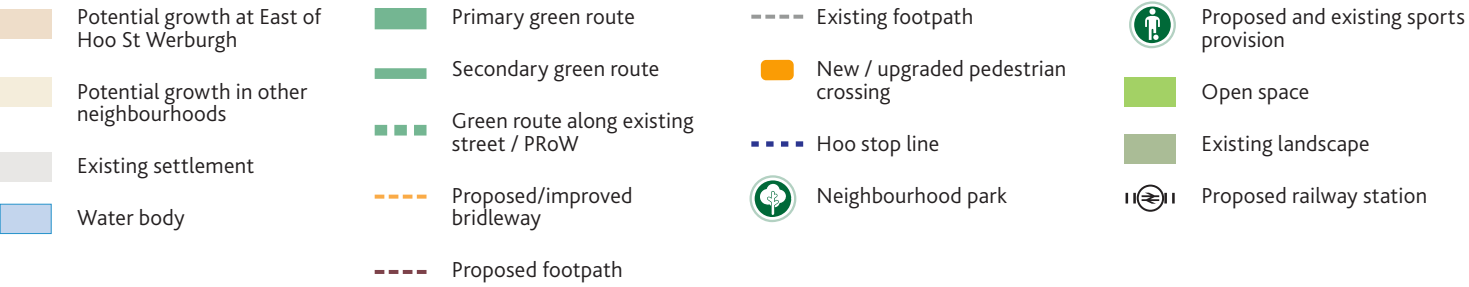 Potential growth at East of
Hoo St Werburgh
Potential growth in other
neighbourhoods
Existing settlement
Water body
Primary green route
Secondary green route
Green route along existing
street / PRoW
Proposed/improved
bridleway
Proposed footpath
Existing footpath
New / upgraded pedestrian
crossing
Hoo stop line
Neighbourhood park
Proposed and existing sports
provision
Open space
Existing landscape
Proposed railway station